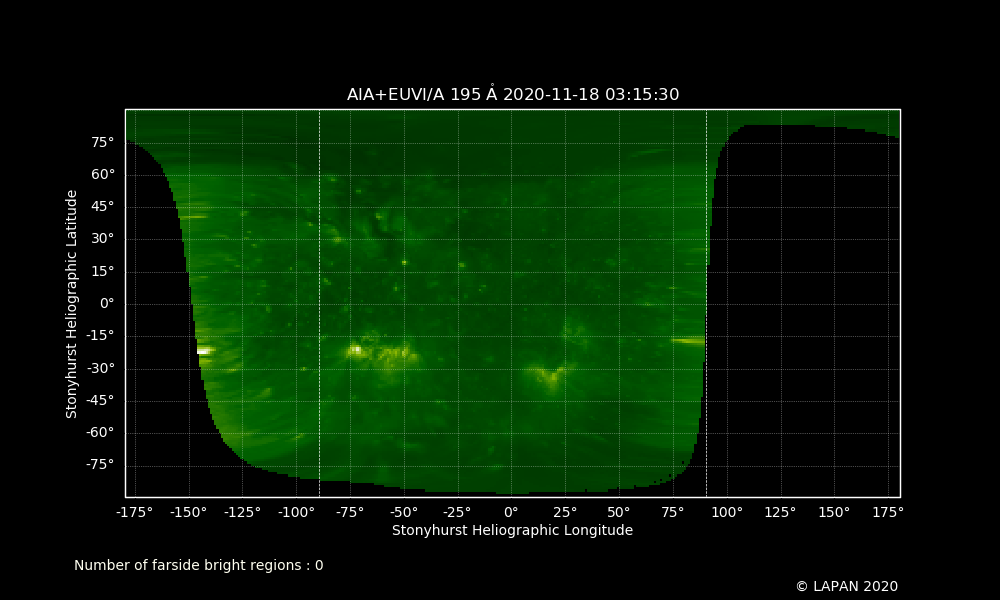 AIA+EUVI/A 195 Å 2020-11-18 03:15:30
75°
60°
45°
30°
15°
0°
-15°
-30°
-45°
-60°
-75°
Stonyhurst Heliographic Latitude
-175° -150° -125° -100° -75° -50° -25° 0° 25° 50° 75° 100° 125° 150° 175°
Stonyhurst Heliographic Longitude
Number of farside bright regions : 0
© LAPAN 2020